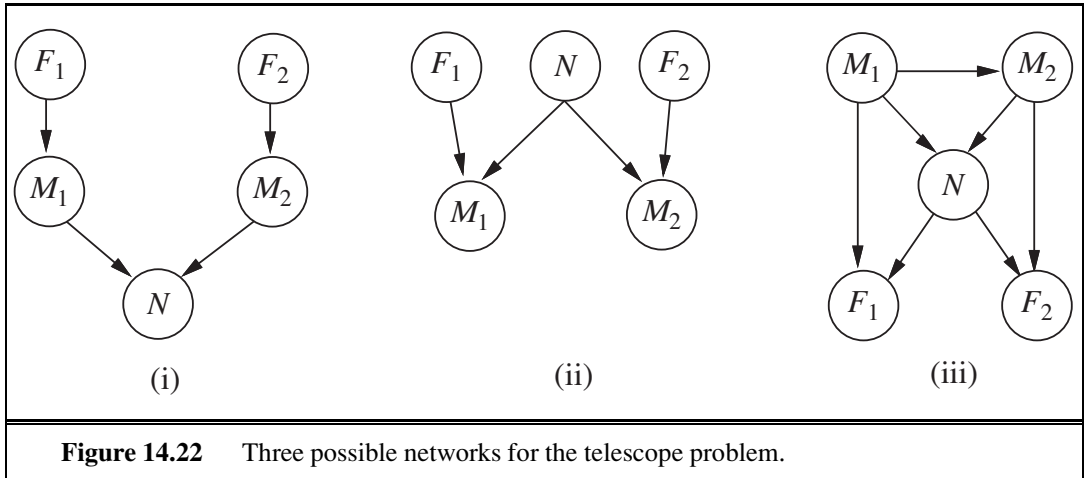 F1 F2 F1 N F2 M1 M2
M1 M2 M1 M2 N
N F1 F2
(i) (ii) (iii)
Figure 14.22 Three possible networks for the telescope problem.